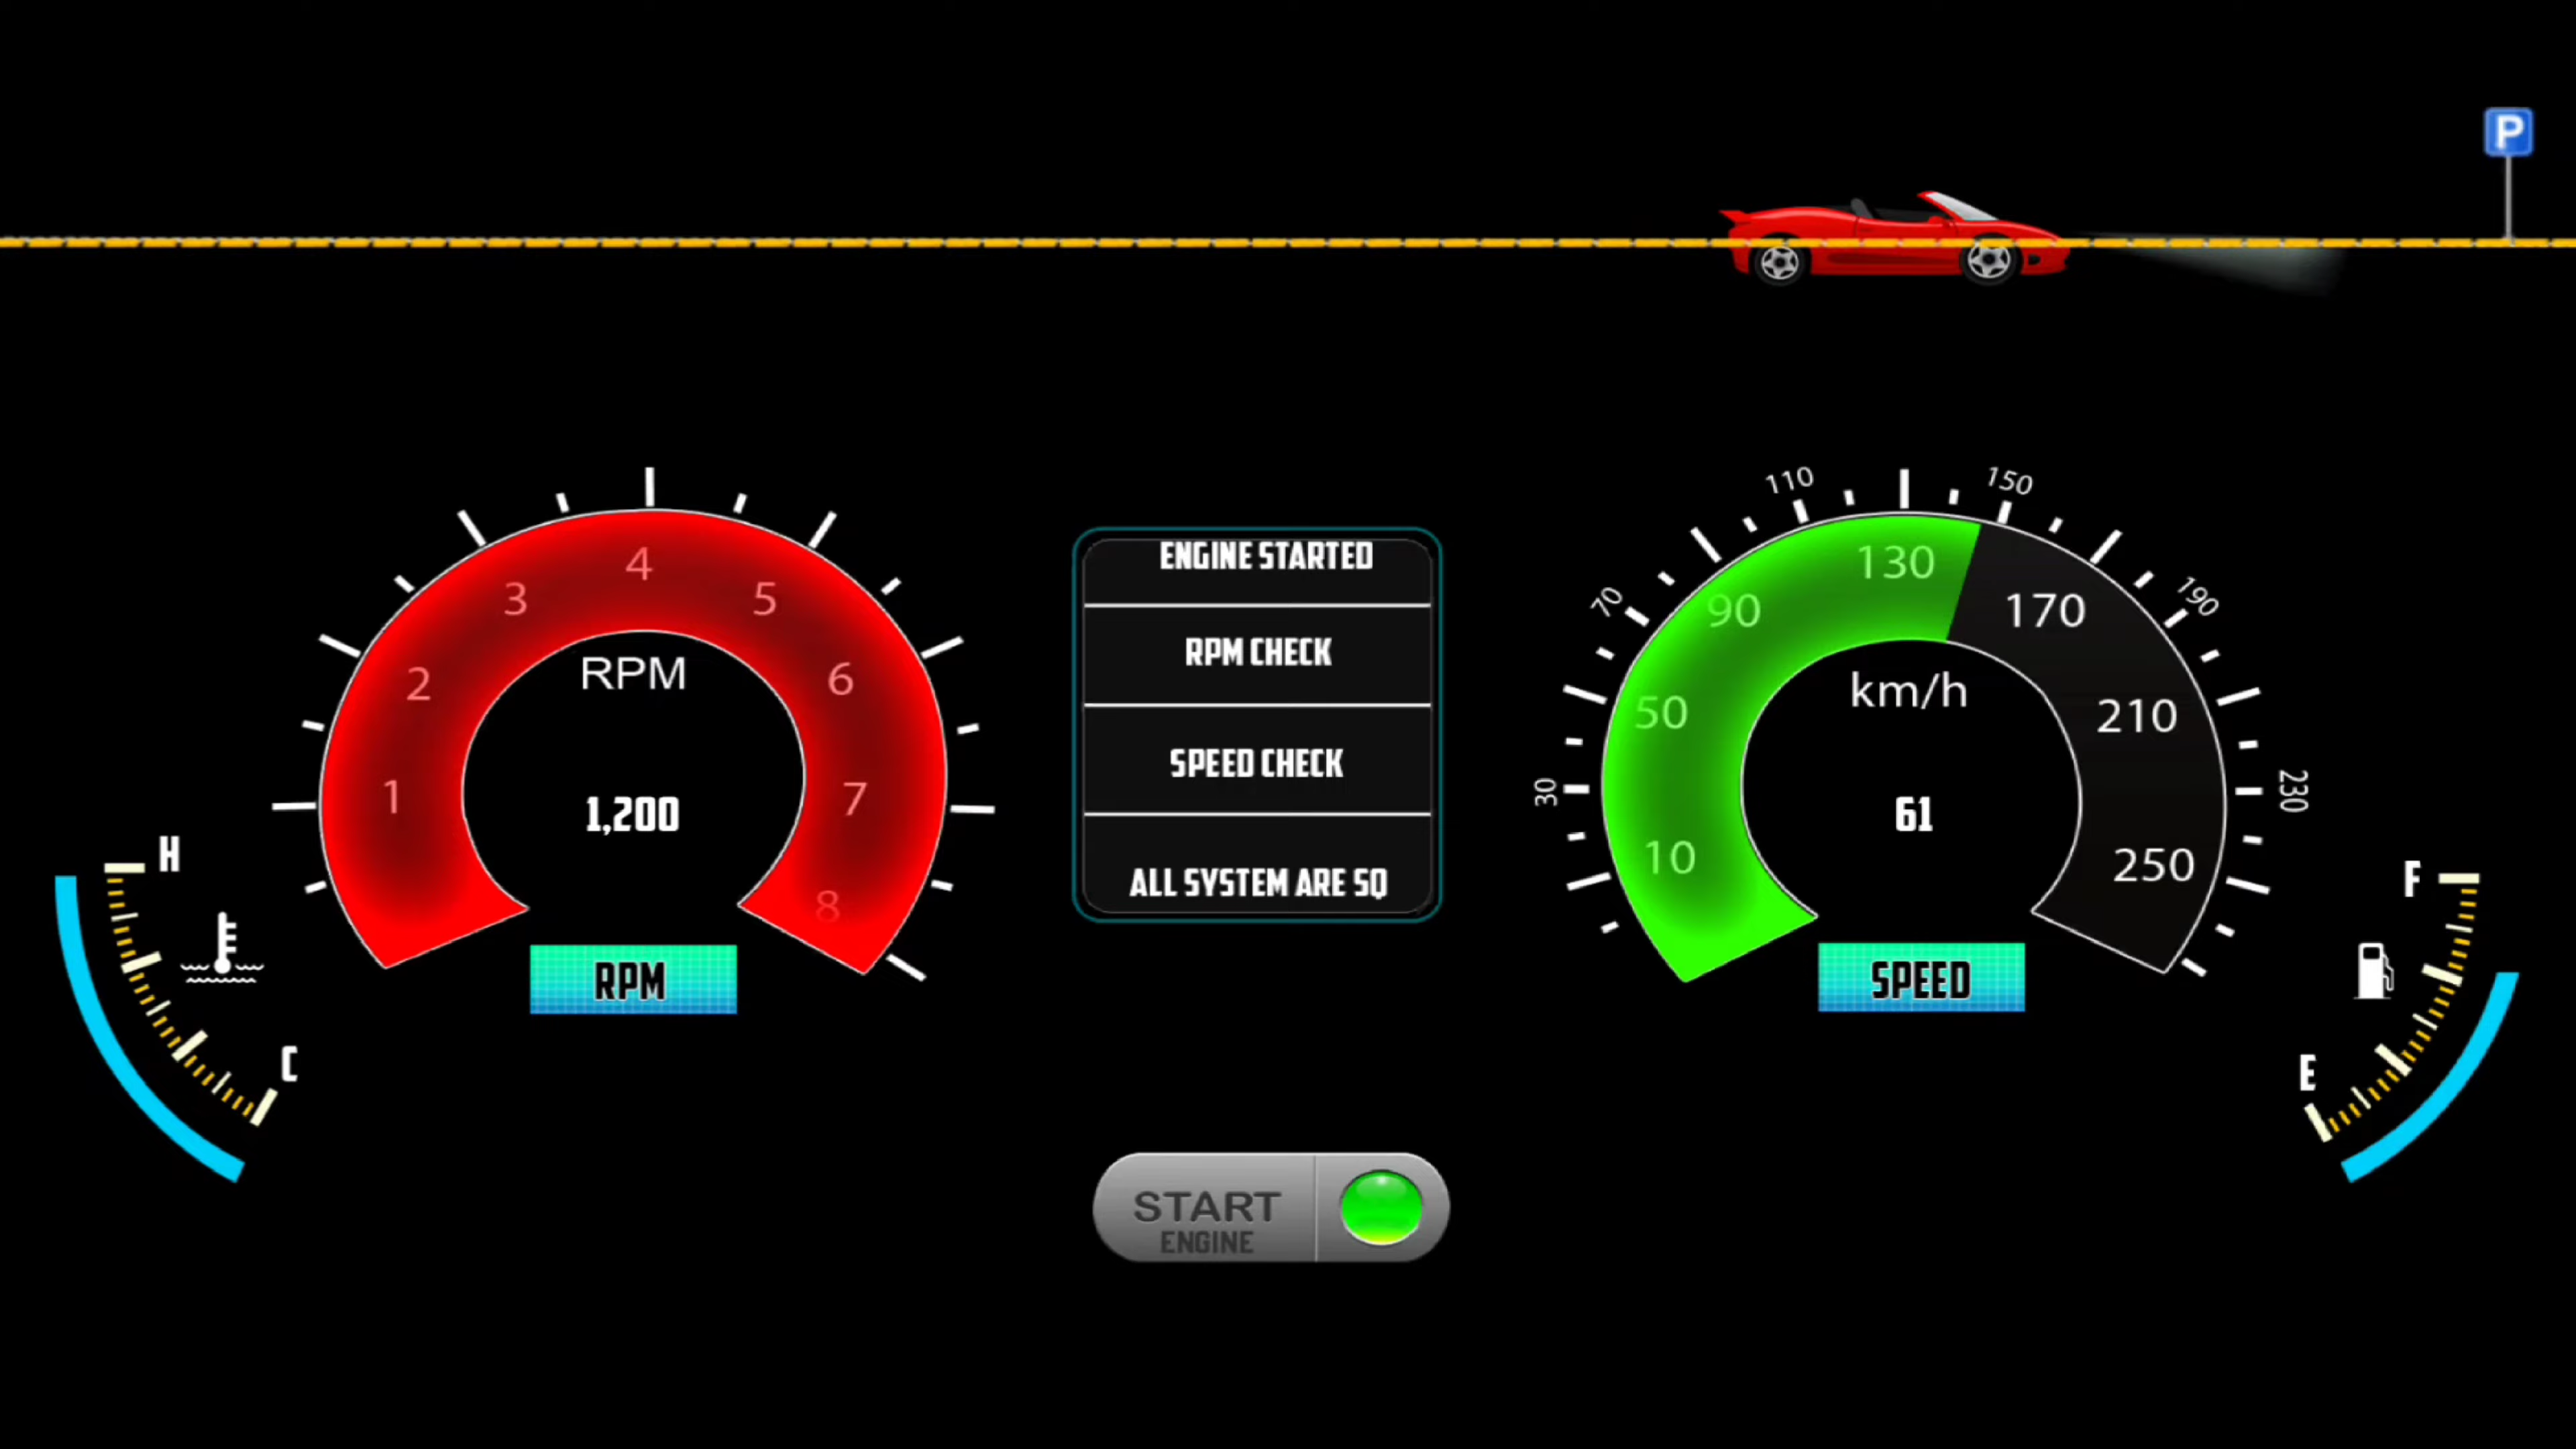 P
110
150
4
130
3
5
70
90
170
190
ENGINE STARTED
RPM
RPM CHECK
2
6
km/h
50
210
SPEED CHECK
30
1
7
230
1,200
61
H
10
250
F
ALL SYSTEM ARE SQ
8
RPM
SPEED
C
E
START
ENGINE